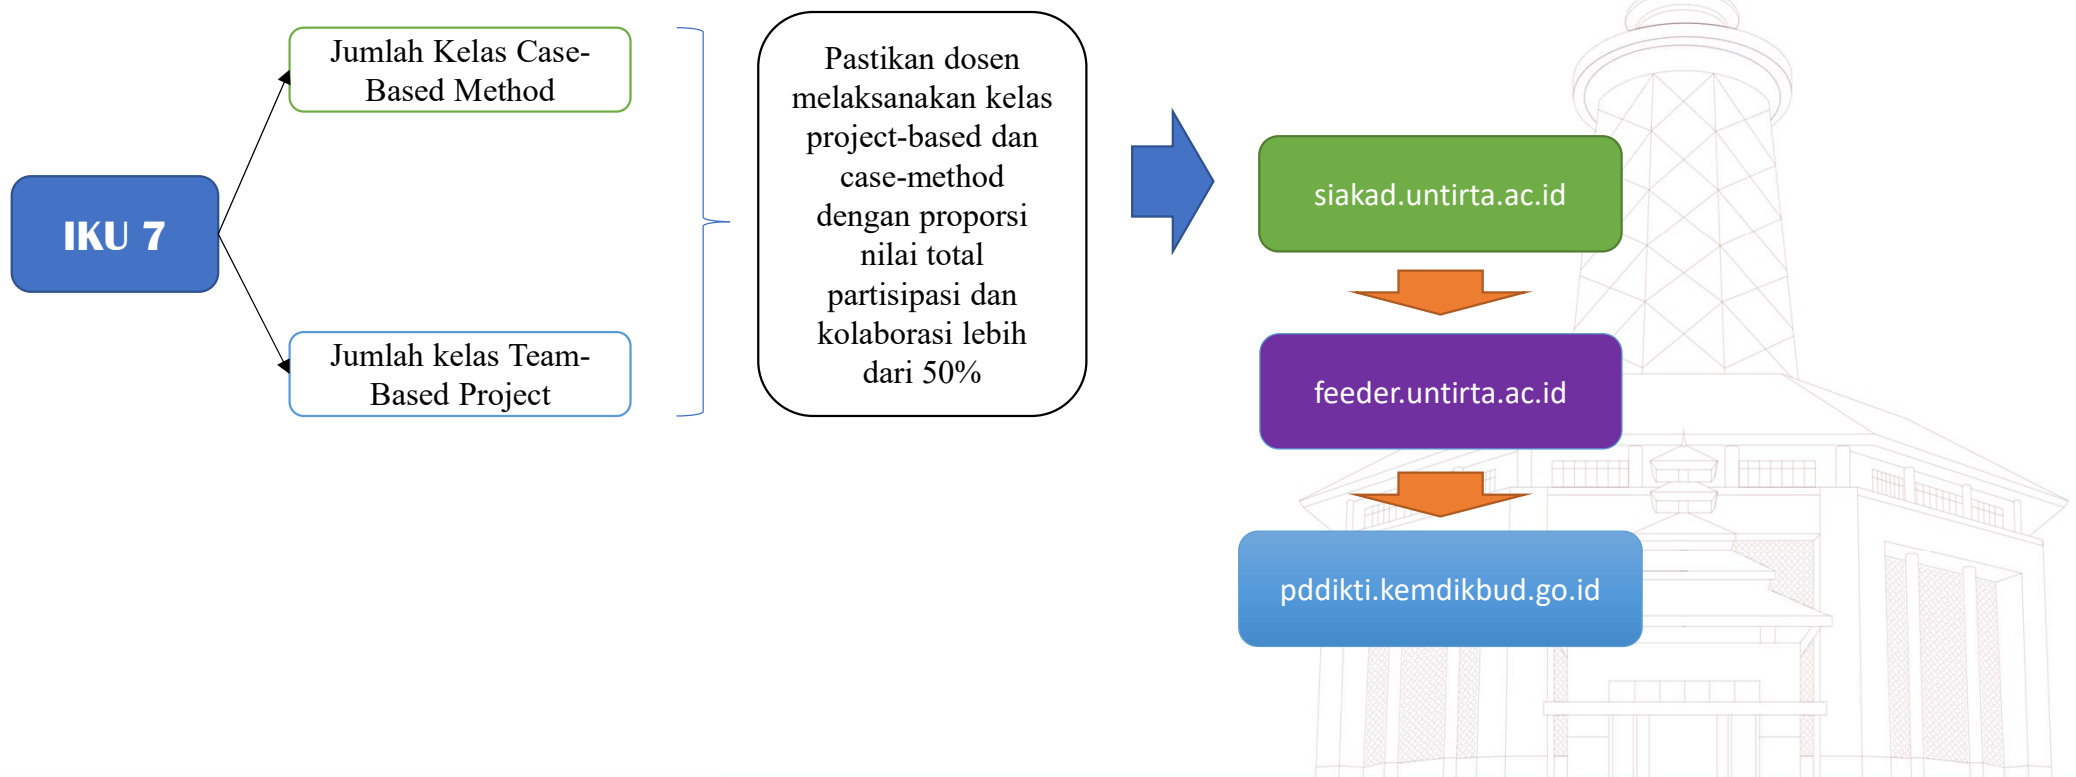 IKU 7
Jumlah Kelas Case-
Based Method
Jumlah kelas Team-
Based Project
Pastikan dosen
melaksanakan kelas
project-based dan
case-method
dengan proporsi
nilai total
partisipasi dan
kolaborasi lebih
dari 50%
siakad.untirta.ac.id
feeder.untirta.ac.id
pddikti.kemdikbud.go.id